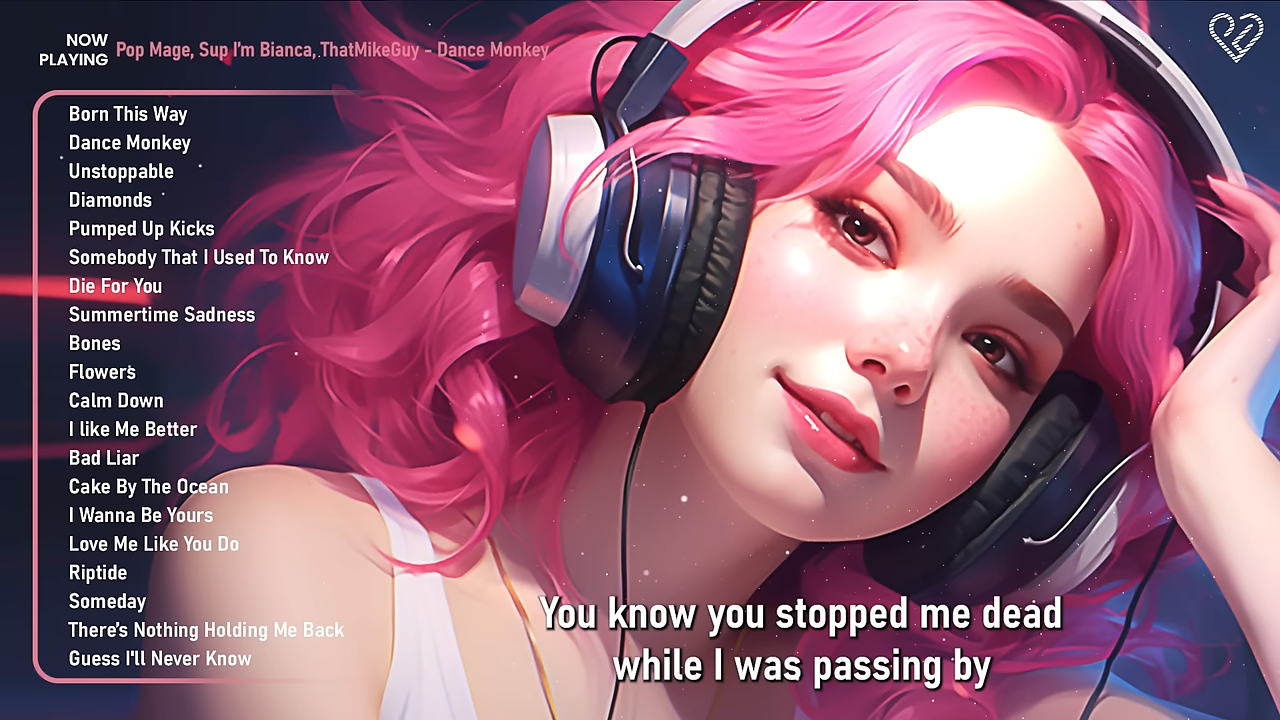 NOW
PLAYING
Pop Mage, Sup I'm Bianca, ThatMikeGuy - Dance Monkey
Born This Way
Dance Monkey
Unstoppable
Diamonds
Pumped Up Kicks
Somebody That I Used To Know
Die For You
Summertime Sadness
Bones
Flowers
Calm Down
I like Me Better
Bad Liar
Cake By The Ocean
I Wanna Be Yours
Love Me Like You Do
Riptide
Someday
There's Nothing Holding Me Back
Guess I'll Never Know
You know you stopped me dead
while I was passing by